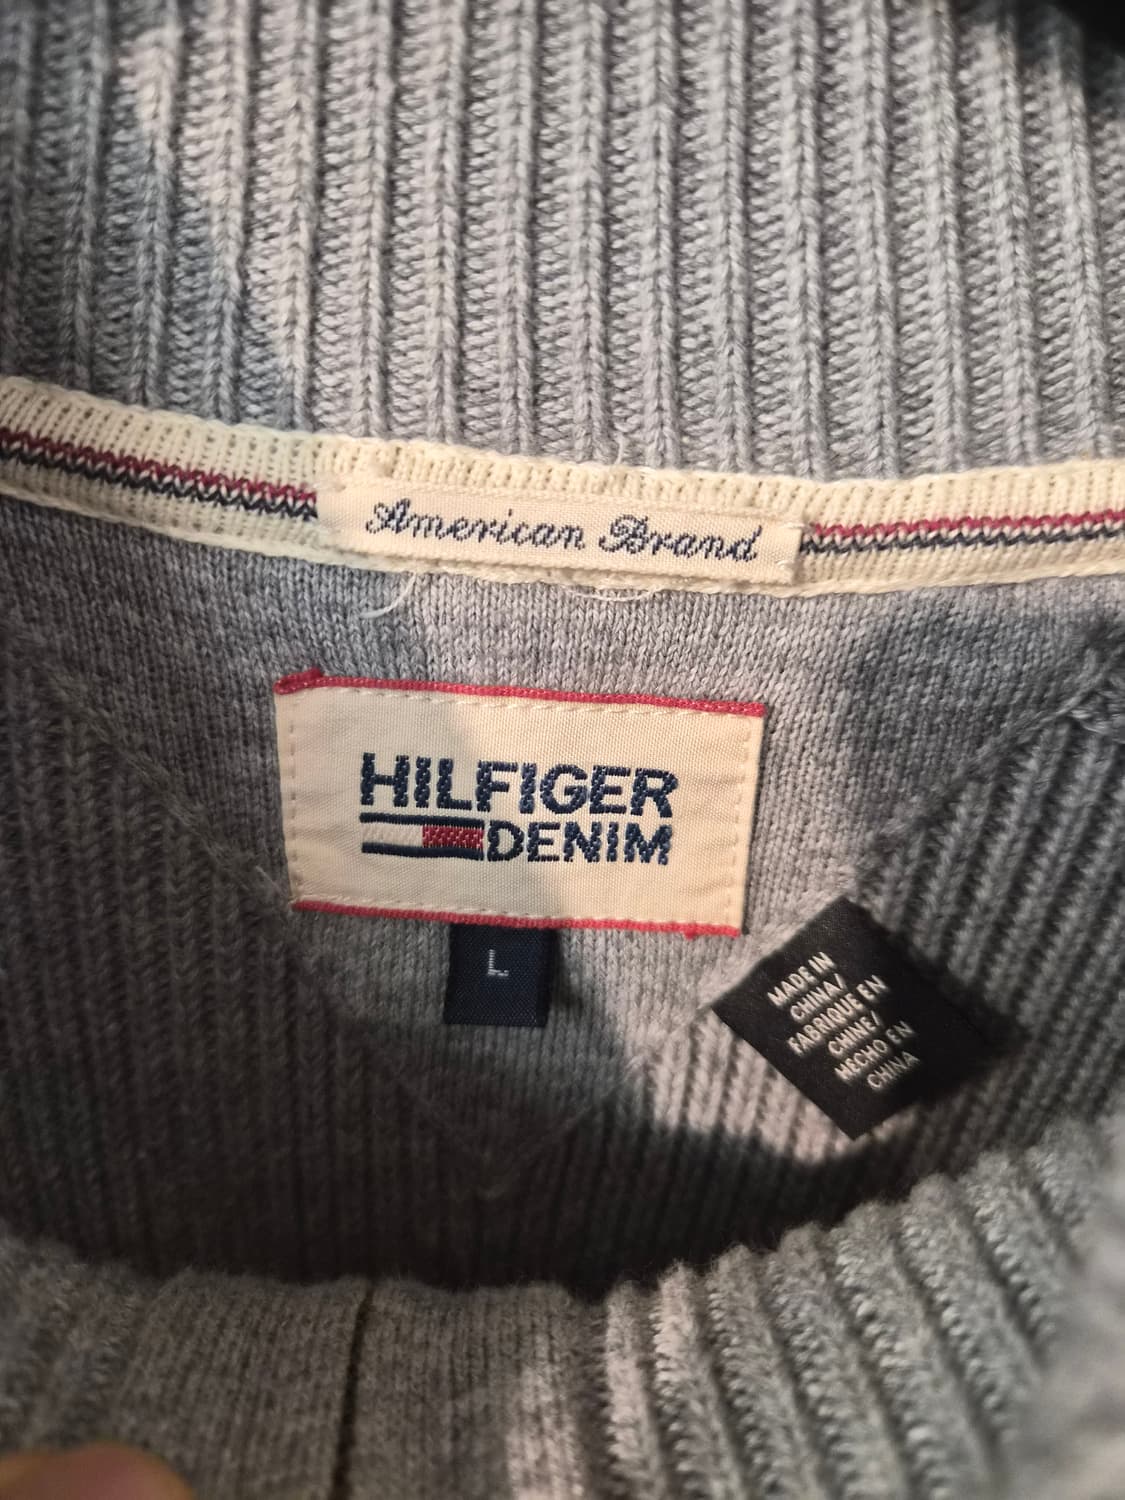 American Brand
HILFIGER
DENIM
L
MADE IN
CHINA/
FABRIQUE EN
CHINE/
HECHO EN
CHINA